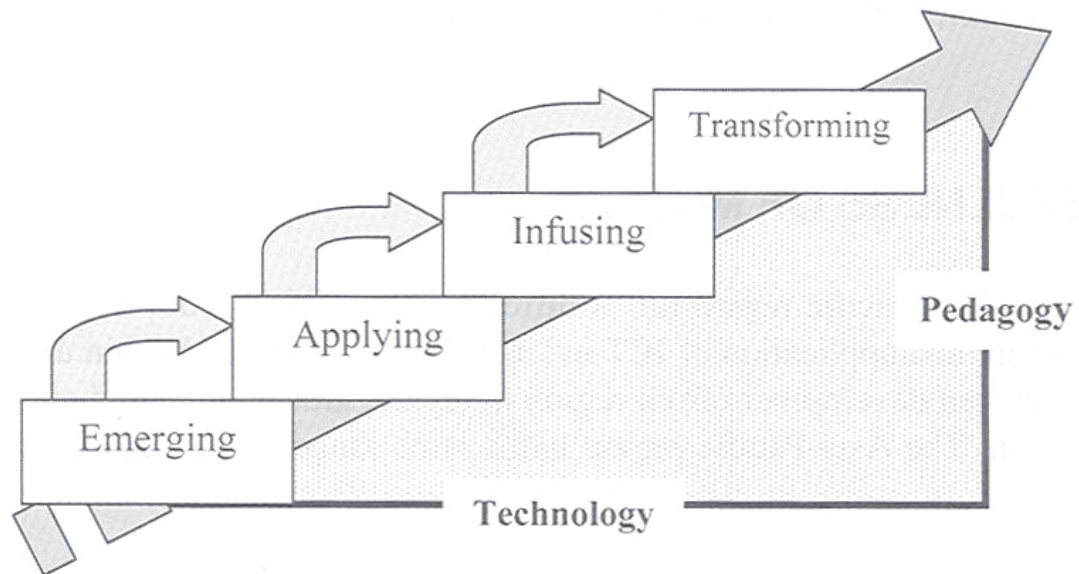 Transforming
Infusing
Pedagogy
Applying
Emerging
Technology